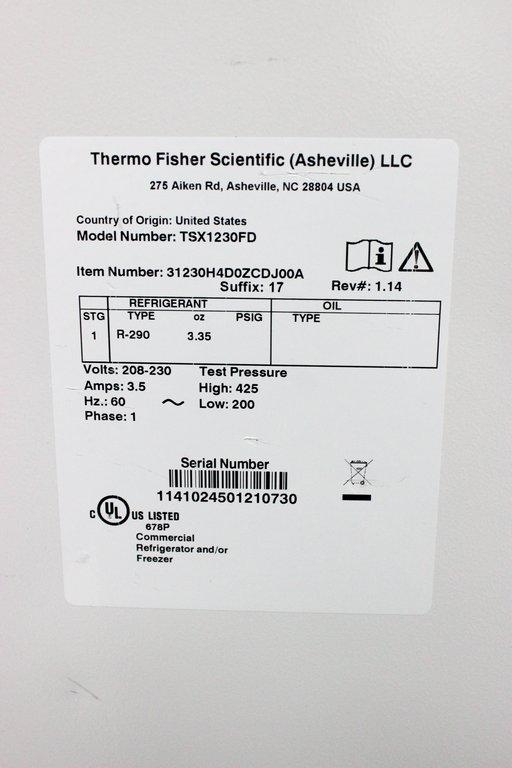 Thermo Fisher Scientific (Asheville) LLC
275 Aiken Rd, Asheville, NC 28804 USA
Country of Origin: United States
Model Number: TSX1230FD
Item Number: 31230H4D0ZCDJ00A
Suffix: 17 Rev#: 1.14
REFRIGERANT OIL
STG TYPE oz PSIG TYPE
1 R-290 3.35
Volts: 208-230 Test Pressure
Amps: 3.5 High: 425
Hz.: 60 ~ Low: 200
Phase: 1
Serial Number
1141024501210730
C UL US LISTED
678P
Commercial
Refrigerator and/or
Freezer